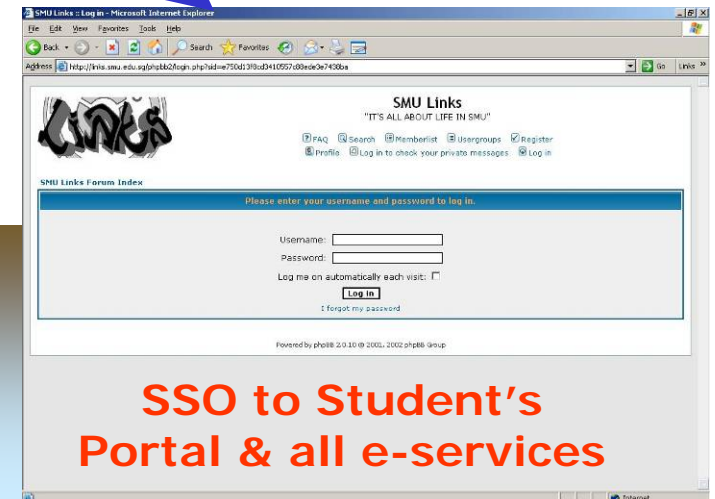 SMU Links :: Log in - Microsoft Internet Explorer
File Edit View Favorites Tools Help
Back Search Favorites
Address http://links.smu.edu.sg/phpbb2/login.php? Go Links »
LINKS
SMU Links
"IT'S ALL ABOUT LIFE IN SMU"
FAQ Search Memberlist Usergroups Register
Profile Log in to check your private messages Log in
SMU Links Forum Index
Please enter your username and password to log in.
Username:
Password:
Log me on automatically each visit:
Log in
I forgot my password
Powered by phpBB 2.0.10 © 2001, 2002 phpBB Group
SSO to Student's
Portal & all e-services
Internet